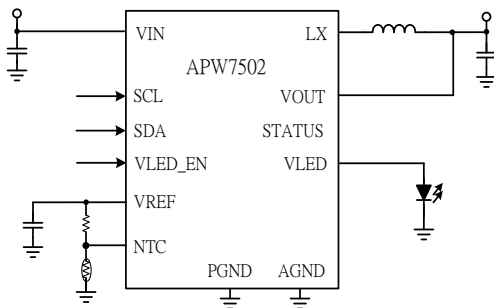 VIN
LX
APW7502
SCL
VOUT
SDA
STATUS
VLED_EN
VLED
VREF
NTC
PGND
AGND